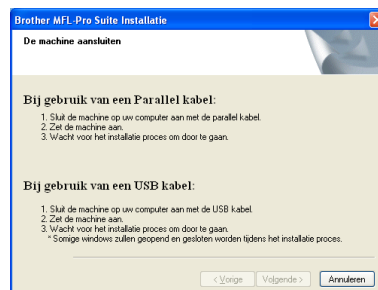 Brother MFL-Pro Suite Installatie
De machine aansluiten
Bij gebruik van een Parallel kabel:
1. Sluit de machine op uw computer aan met de parallel kabel.
2. Zet de machine aan.
3. Wacht voor het installatie proces om door te gaan.
Bij gebruik van een USB kabel:
1. Sluit de machine op uw computer aan met de USB kabel.
2. Zet de machine aan.
3. Wacht voor het installatie proces om door te gaan.
* Somige windows zullen geopend en gesloten worden tijdens het installatie proces.
< Vorige Volgende > Annuleren